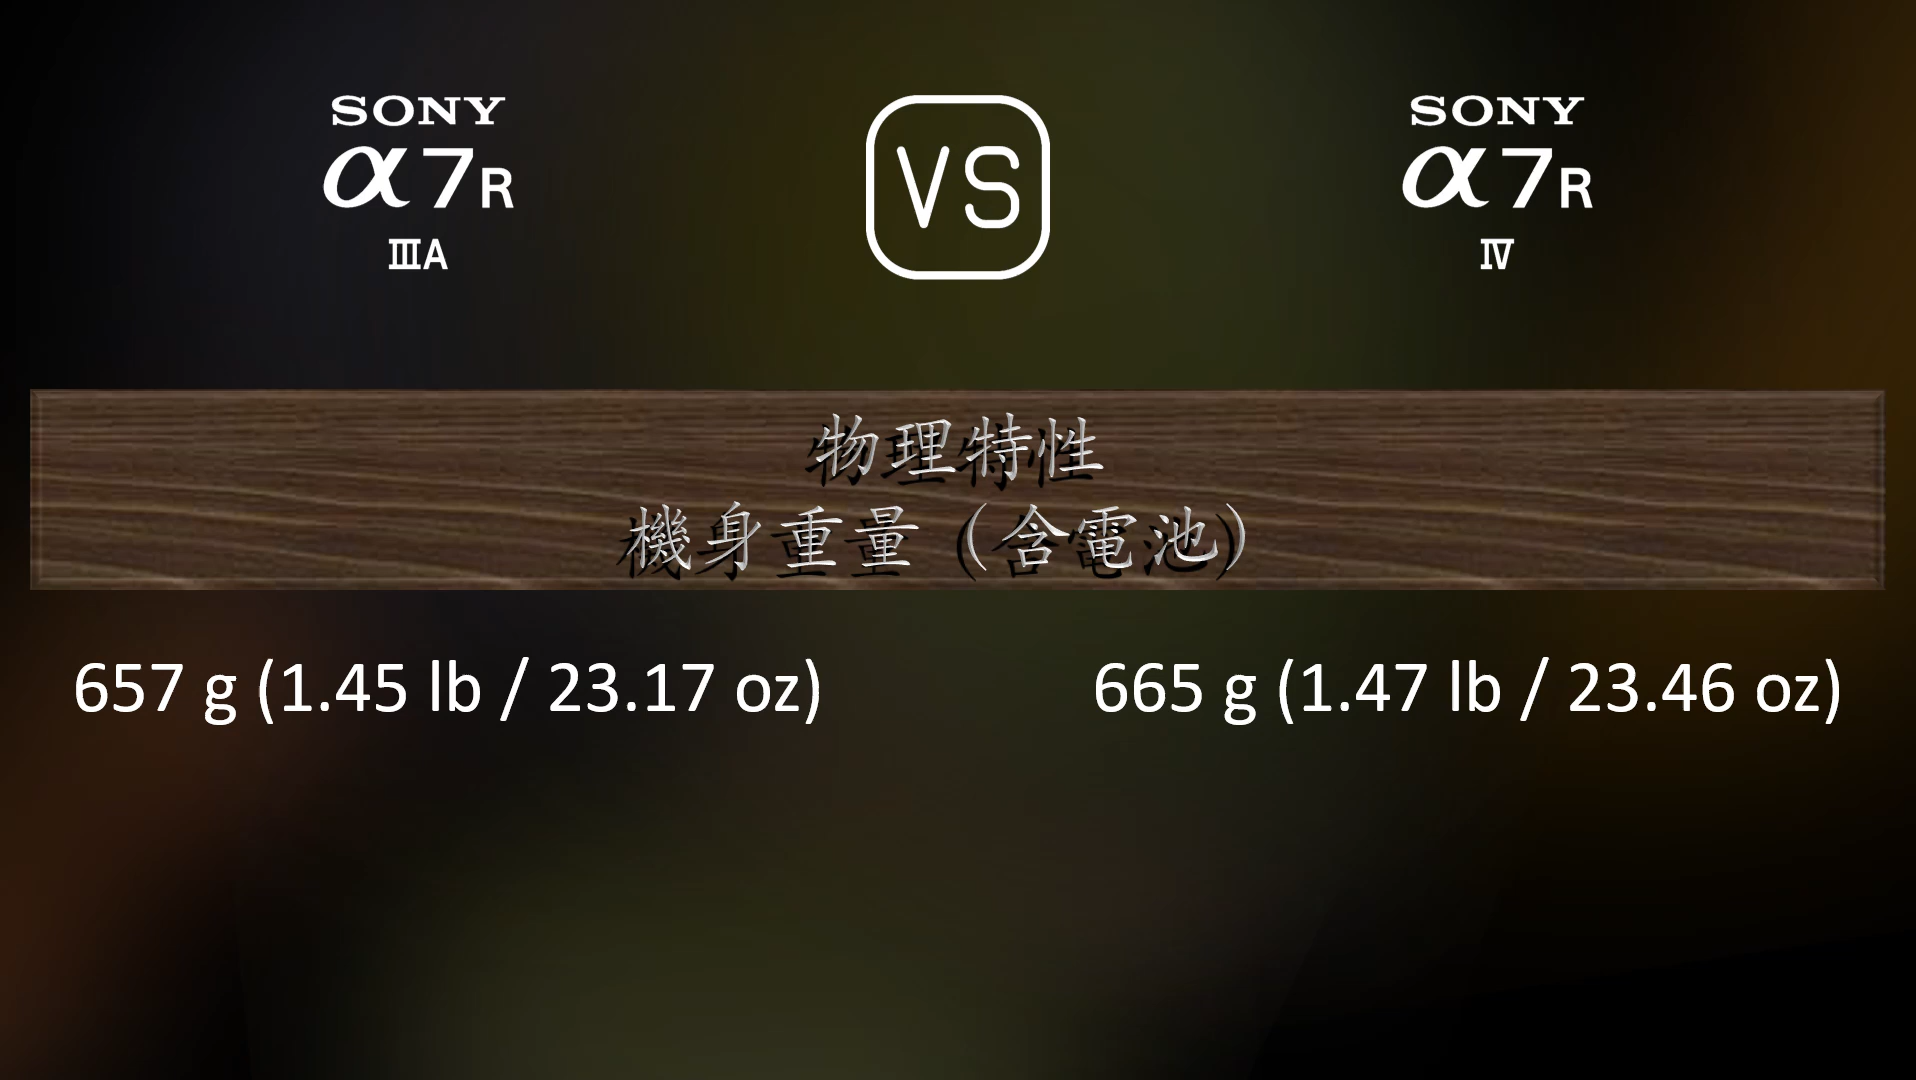 SONY
α7R
ⅢA
VS
SONY
α7R
Ⅳ
物理特性
機身重量（含電池）
657 g (1.45 lb / 23.17 oz)
665 g (1.47 lb / 23.46 oz)